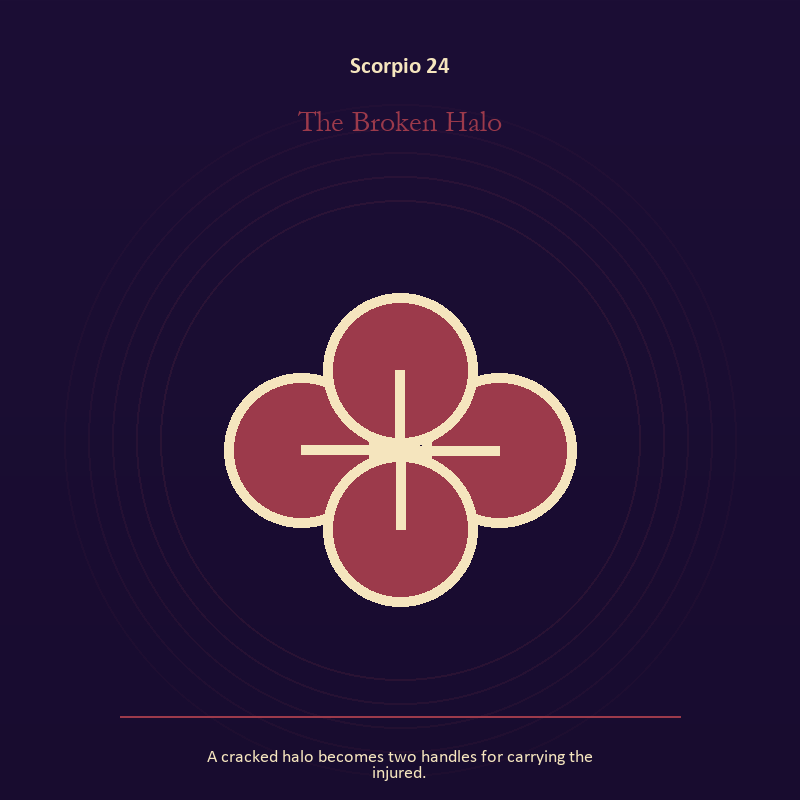 Scorpio 24
The Broken Halo
A cracked halo becomes two handles for carrying the
injured.